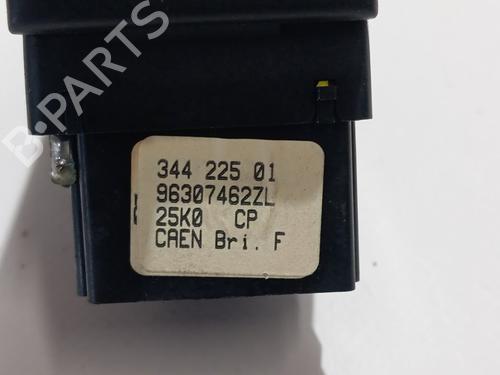 B-PARTS
344 225 01
96307462ZL
25K0 CP
CAEN Bri. F